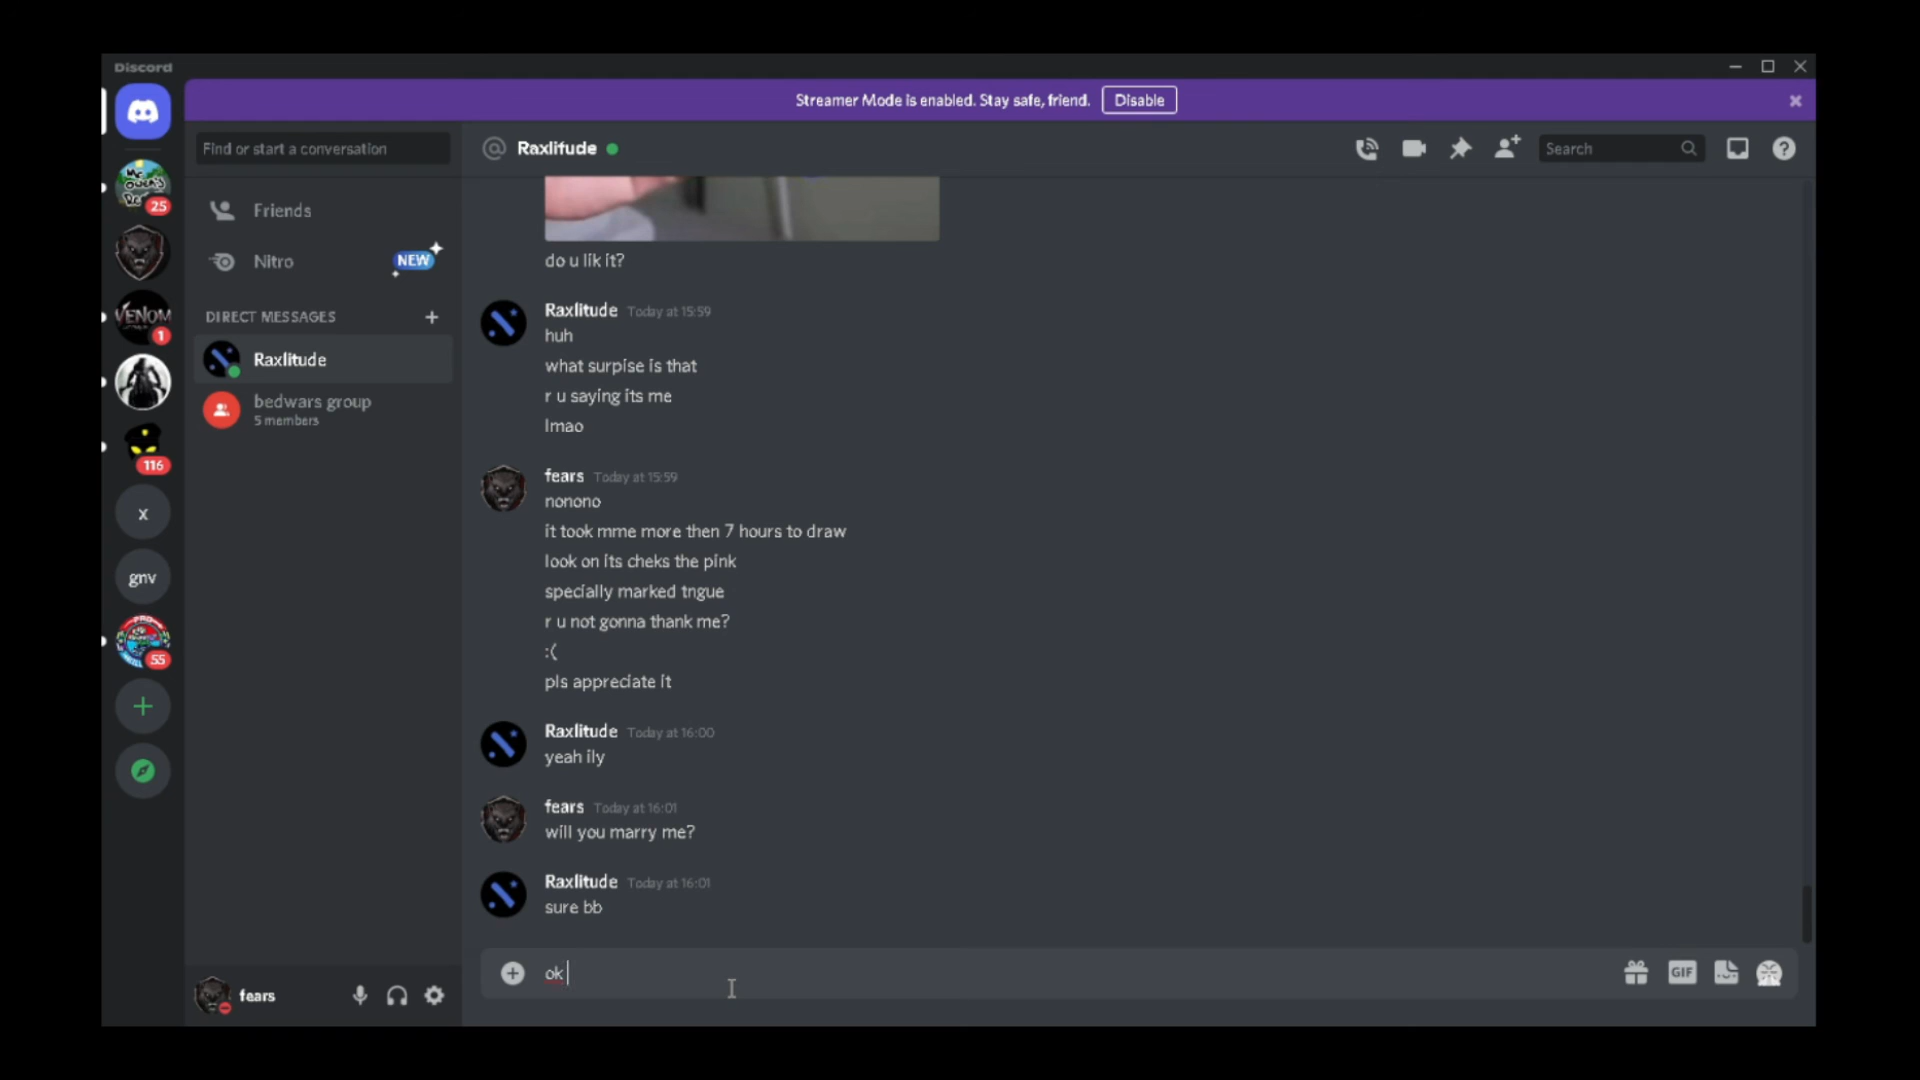 Discord
Streamer Mode is enabled. Stay safe, friend.
Disable
Find or start a conversation
Raxlitude
Search
25
Friends
Nitro
NEW
DIRECT MESSAGES
Raxlitude
bedwars group
5 members
VENOM
1
116
x
gnv
55
do u lik it?
Raxlitude Today at 15:59
huh
what surpise is that
r u saying its me
lmao
fears Today at 15:59
nonono
it took mme more then 7 hours to draw
look on its cheks the pink
specially marked tngue
r u not gonna thank me?
:(
pls appreciate it
Raxlitude Today at 16:00
yeah ily
fears Today at 16:01
will you marry me?
Raxlitude Today at 16:01
sure bb
ok
GIF
fears